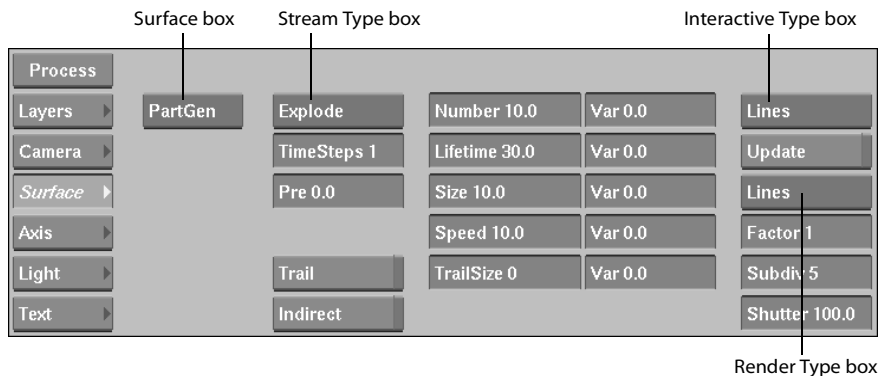 Surface box Stream Type box Interactive Type box
Process
Layers PartGen Explode Number 10.0 Var 0.0 Lines
Camera TimeSteps 1 Lifetime 30.0 Var 0.0 Update
Surface Pre 0.0 Size 10.0 Var 0.0 Lines
Axis Speed 10.0 Var 0.0 Factor 1
Light Trail TrailSize 0 Var 0.0 Subdiv 5
Text Indirect Shutter 100.0
Render Type box